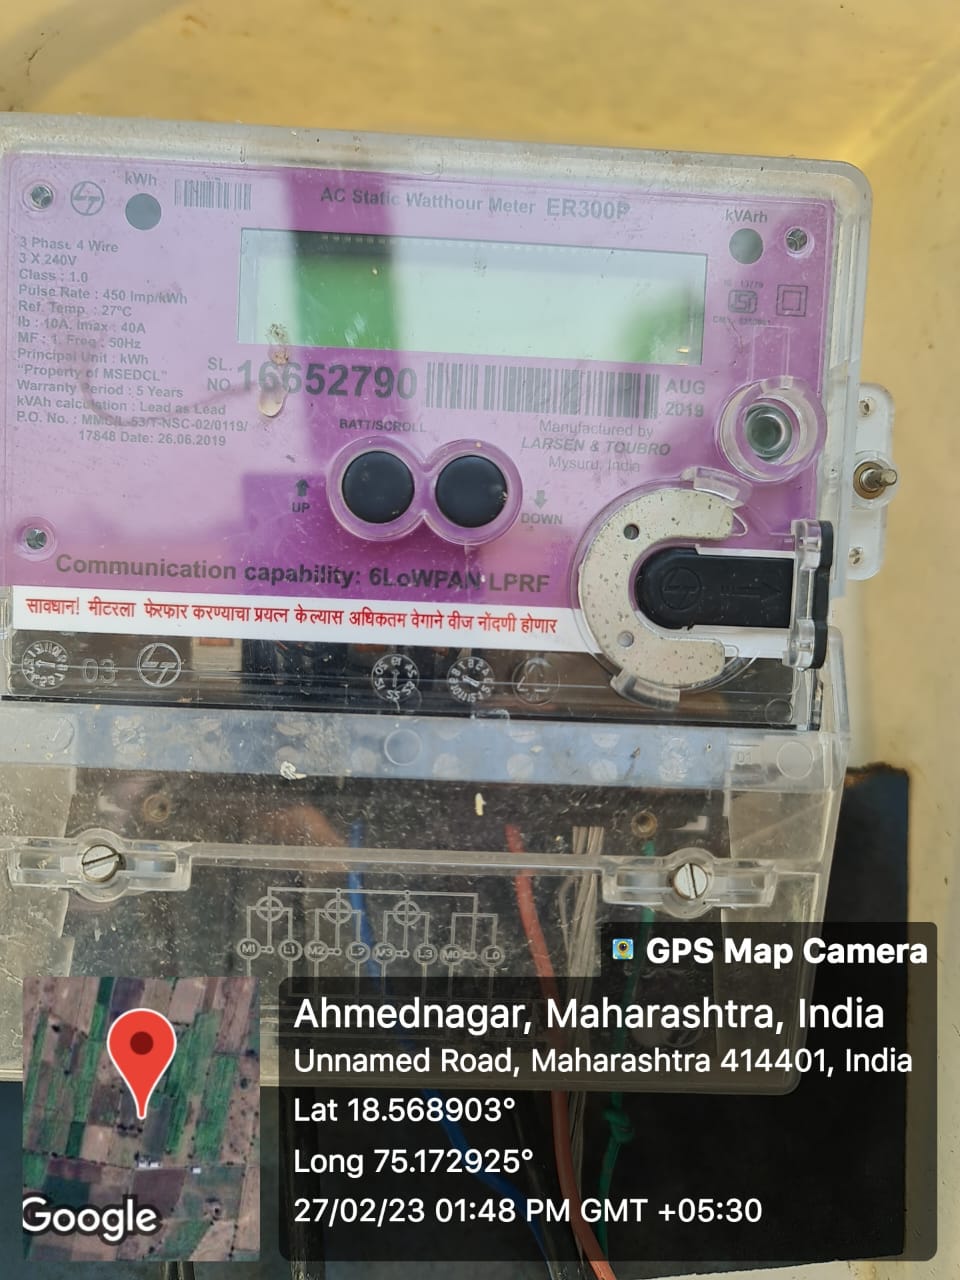 kWh
AC Static Watthour Meter ER300P
kVArh
3 Phase 4 Wire
3 X 240V
Class : 1.0
Pulse Rate : 450 Imp/kWh
Ref. Temp. : 27°C
Ib : 10A, Imax : 40A
MF : 1, Freq : 50Hz
Principal Unit : kWh
"Property of MSEDCL"
Warranty Period : 5 Years
kVAh calculation : Lead as Lead
P.O. No. : MMC/L-53/T-NSC-02/0119/
17848 Date: 26.06.2019
SL.
NO. 16652790
AUG
2019
BATT/SCROLL
Manufactured by
LARSEN & TOUBRO
Mysuru, India
UP
DOWN
Communication capability: 6LoWPAN LPRF
सावधान! मीटरला फेरफार करण्याचा प्रयत्न केल्यास अधिकतम वेगाने वीज नोंदणी होणार
03
01
M1 L1 M2 L2 M3 L3 M0 L0
GPS Map Camera
Ahmednagar, Maharashtra, India
Unnamed Road, Maharashtra 414401, India
Lat 18.568903°
Long 75.172925°
27/02/23 01:48 PM GMT +05:30
Google